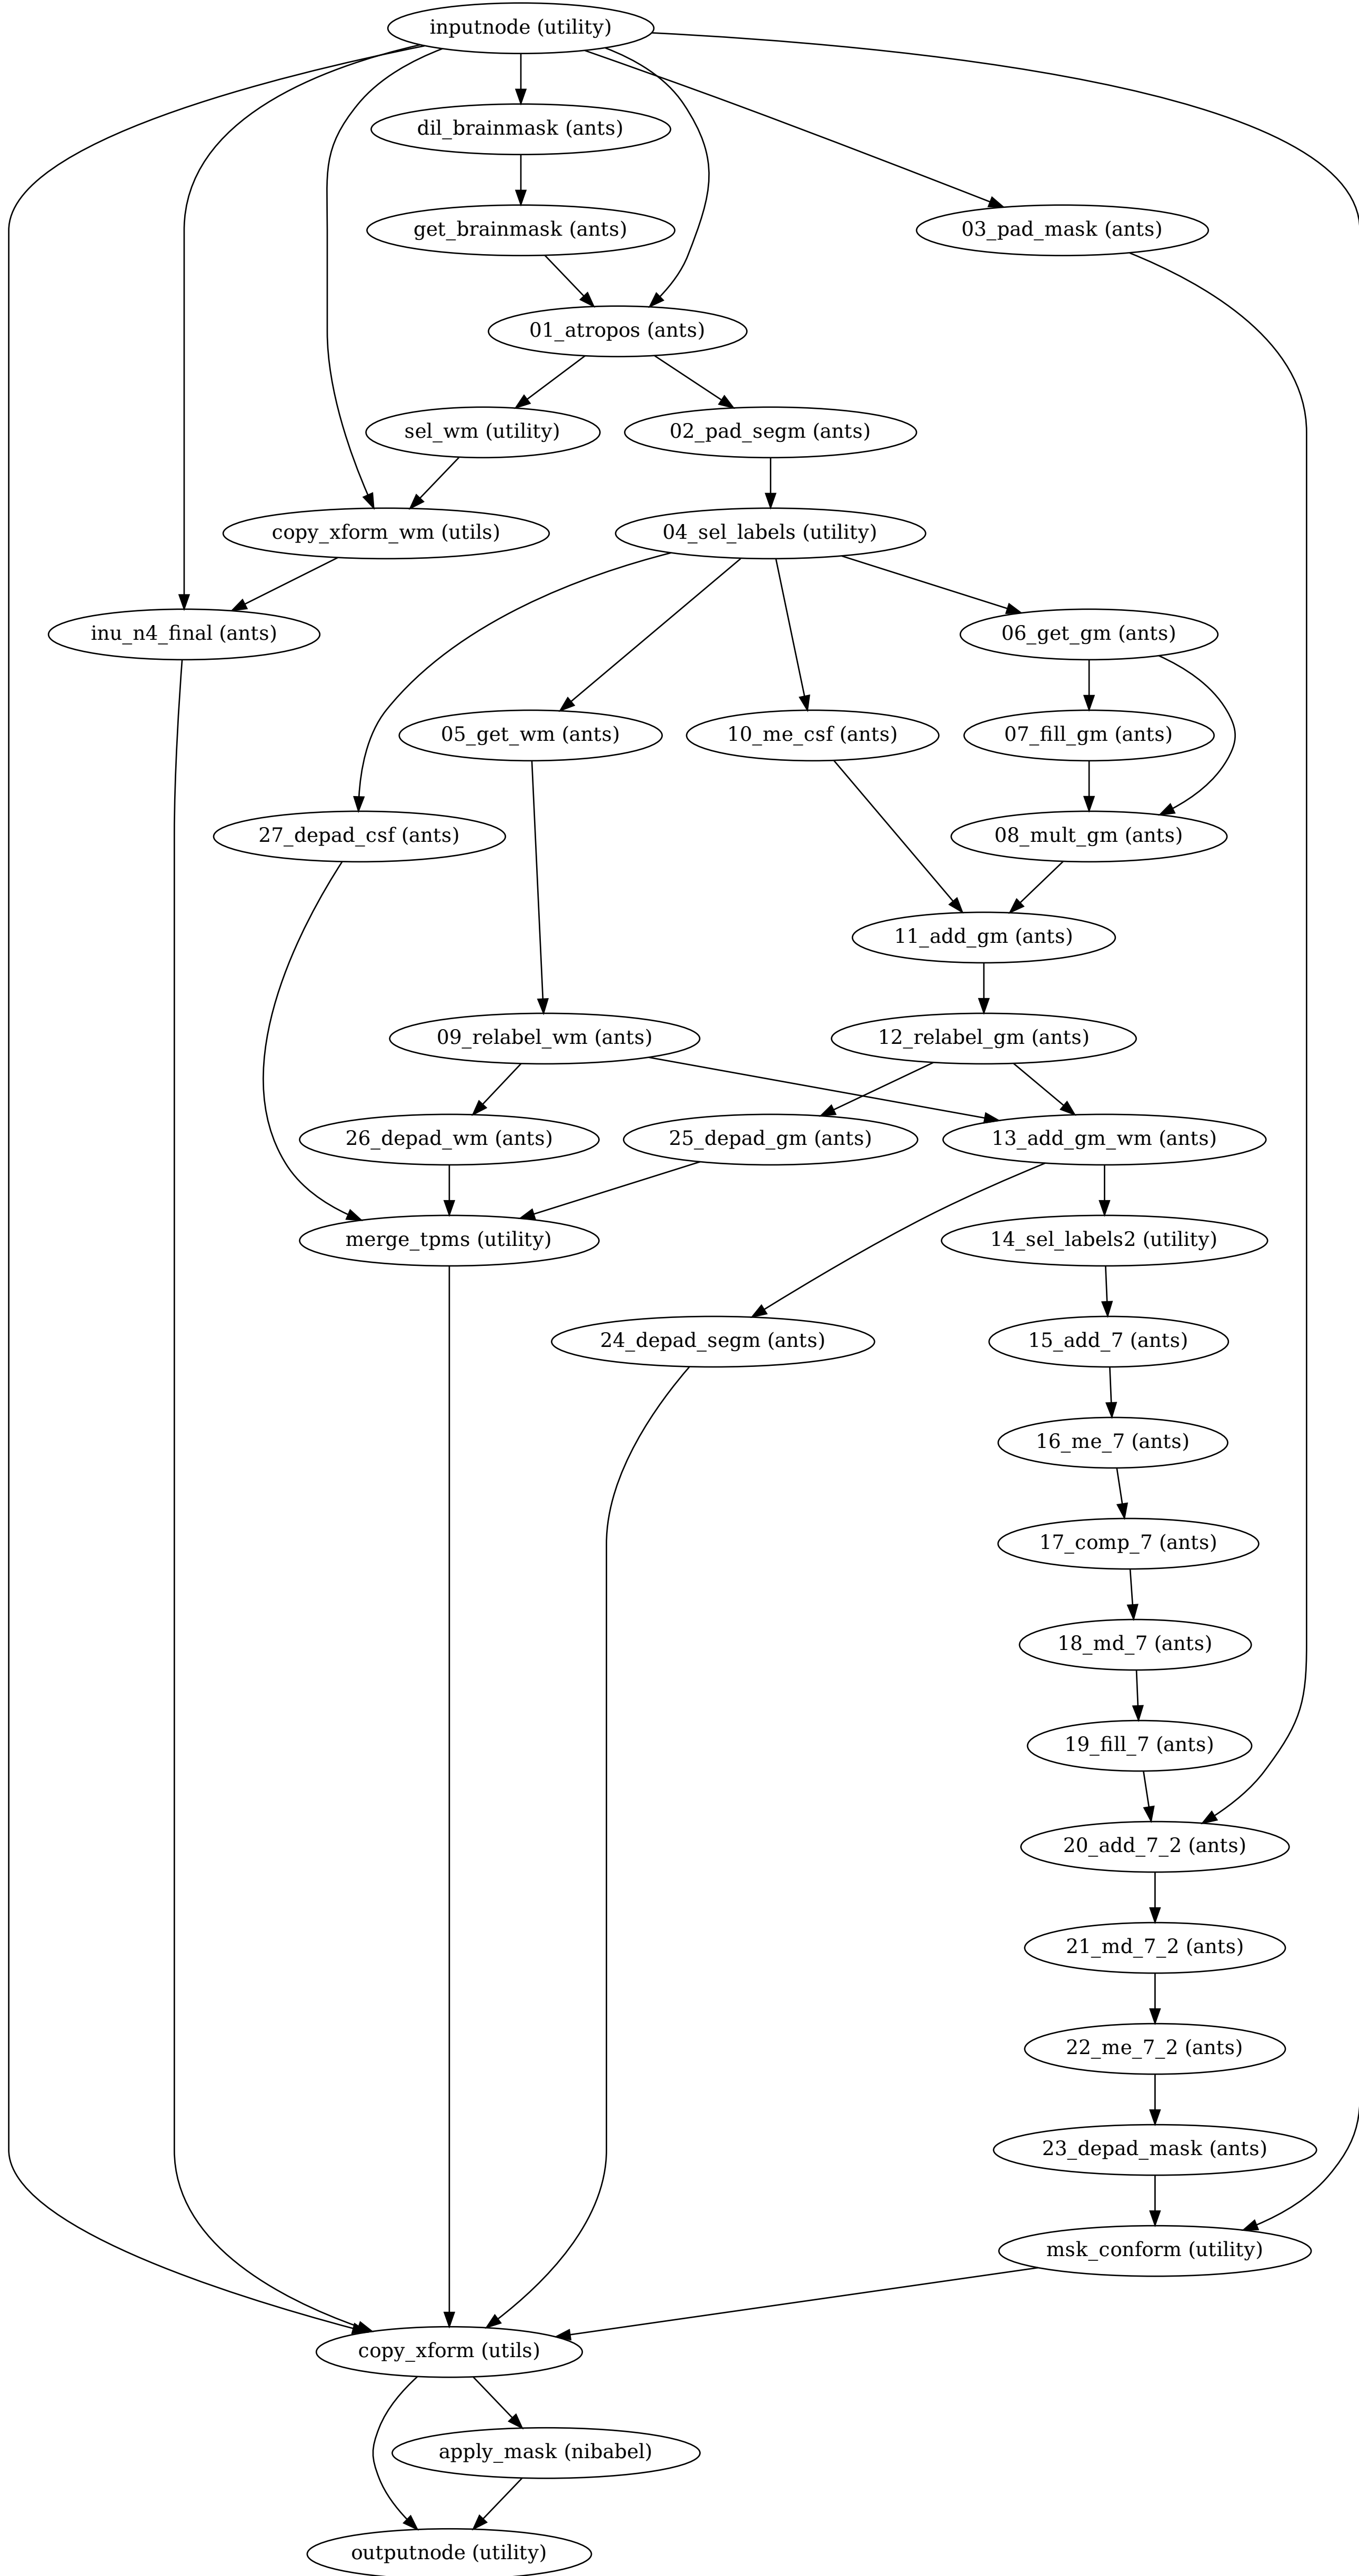 inputnode (utility)
dil_brainmask (ants)
get_brainmask (ants)
03_pad_mask (ants)
01_atropos (ants)
sel_wm (utility)
02_pad_segm (ants)
copy_xform_wm (utils)
04_sel_labels (utility)
inu_n4_final (ants)
06_get_gm (ants)
05_get_wm (ants)
10_me_csf (ants)
07_fill_gm (ants)
27_depad_csf (ants)
08_mult_gm (ants)
11_add_gm (ants)
09_relabel_wm (ants)
12_relabel_gm (ants)
26_depad_wm (ants)
25_depad_gm (ants)
13_add_gm_wm (ants)
merge_tpms (utility)
14_sel_labels2 (utility)
24_depad_segm (ants)
15_add_7 (ants)
16_me_7 (ants)
17_comp_7 (ants)
18_md_7 (ants)
19_fill_7 (ants)
20_add_7_2 (ants)
21_md_7_2 (ants)
22_me_7_2 (ants)
23_depad_mask (ants)
msk_conform (utility)
copy_xform (utils)
apply_mask (nibabel)
outputnode (utility)